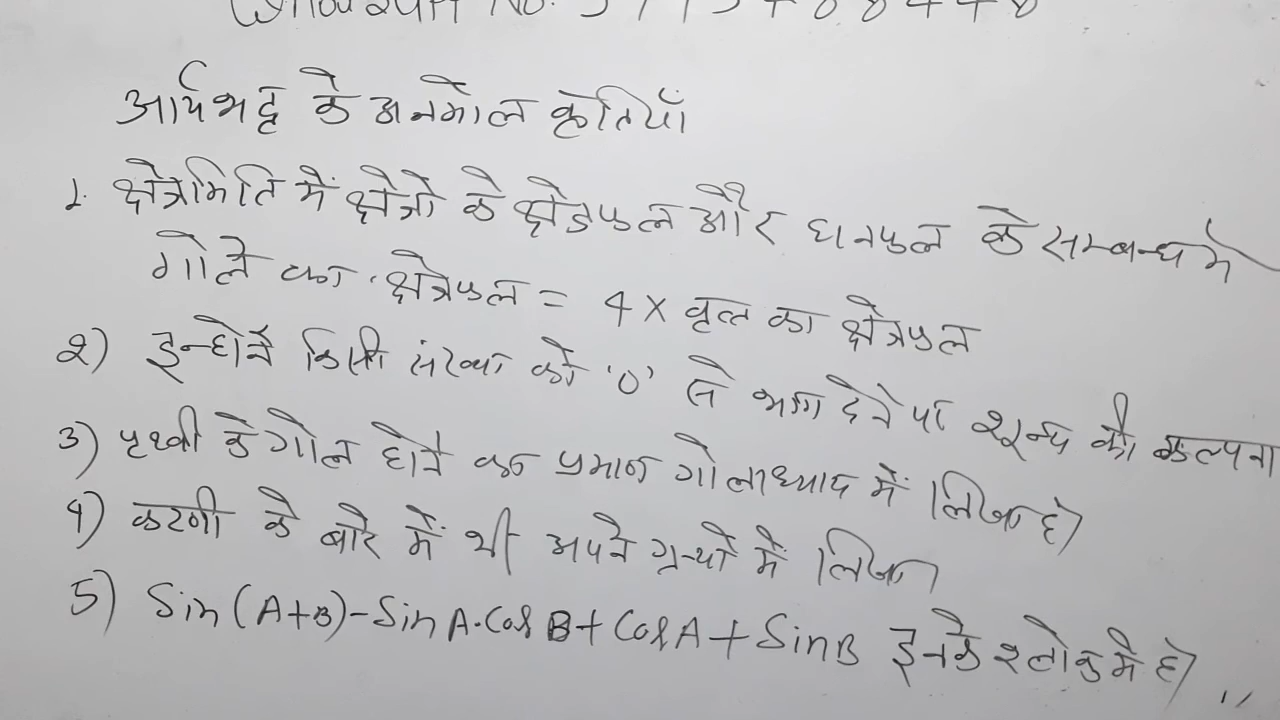 No.
आर्यभट्ट के अनमोल कृतियाँ
1. क्षेत्रमिति में क्षेत्रो के क्षेत्रफल और घनफल के सम्बन्ध में
गोले का क्षेत्रफल = 4 x वृत्त का क्षेत्रफल
2) इन्होने किसी संख्या को '0' से भाग देने पर शून्य की कल्पना
3) पृथ्वी के गोल होने का प्रमाण गोलाध्याय में लिखा है
4) करणी के बारे में भी अपने ग्रन्थो में लिखा
5) Sin (A+B)-Sin A.Cos B+Cos A+Sin B इनके श्लोक में है